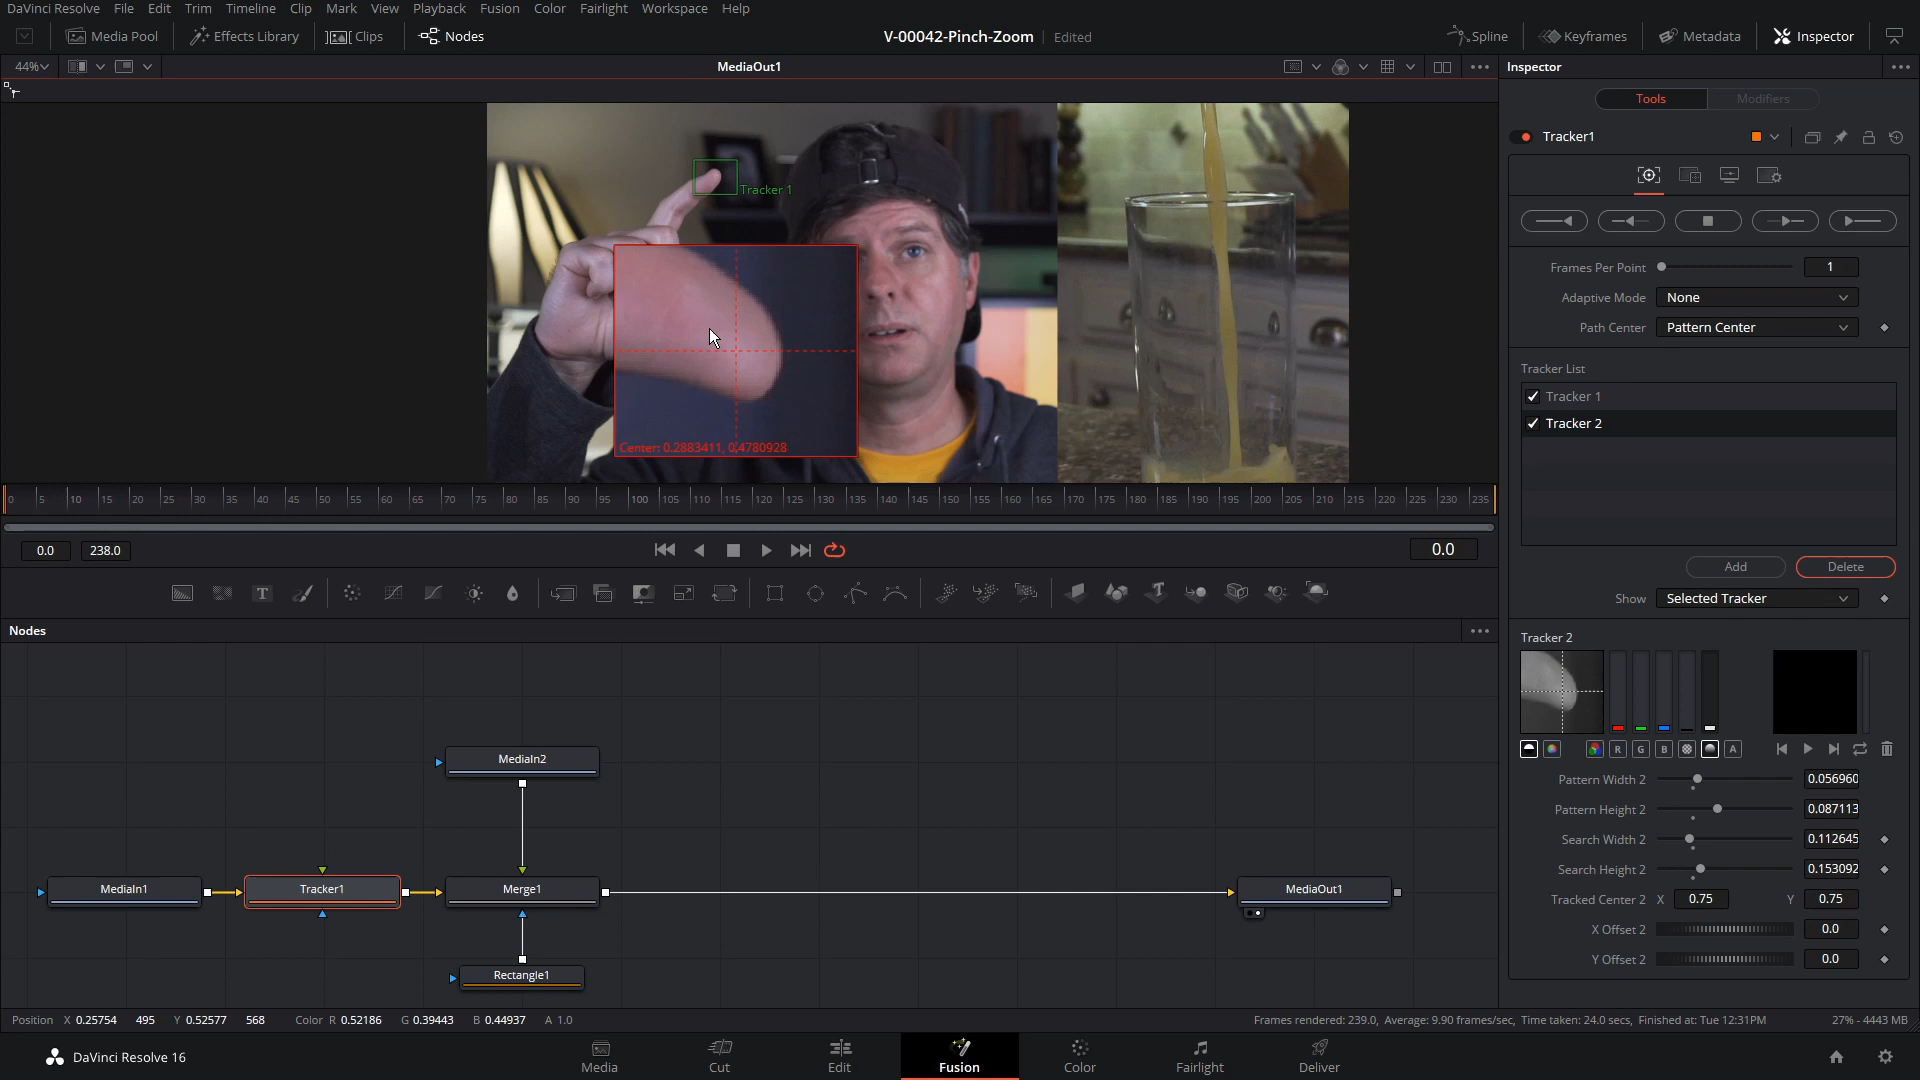 DaVinci Resolve File Edit Trim Timeline Clip Mark View Playback Fusion Color Fairlight Workspace Help
Media Pool Effects Library Clips Nodes V-00042-Pinch-Zoom Edited Spline Keyframes Metadata Inspector
44% MediaOut1 Inspector
Tools Modifiers
Tracker1
Tracker 1
Center: 0.2883411, 0.4780928
Frames Per Point 1
Adaptive Mode None
Path Center Pattern Center
Tracker List
Tracker 1
Tracker 2
0 5 10 15 20 25 30 35 40 45 50 55 60 65 70 75 80 85 90 95 100 105 110 115 120 125 130 135 140 145 150 155 160 165 170 175 180 185 190 195 200 205 210 215 220 225 230 235
0.0 238.0 0.0
Add Delete
Show Selected Tracker
Nodes
Tracker 2
R G B A
Pattern Width 2 0.056960
Pattern Height 2 0.087113
Search Width 2 0.112645
Search Height 2 0.153092
Tracked Center 2 X 0.75 Y 0.75
X Offset 2 0.0
Y Offset 2 0.0
MediaIn2
MediaIn1 Tracker1 Merge1 MediaOut1
Rectangle1
Position X 0.25754 495 Y 0.52577 568 Color R 0.52186 G 0.39443 B 0.44937 A 1.0
Frames rendered: 239.0, Average: 9.90 frames/sec, Time taken: 24.0 secs, Finished at: Tue 12:31PM 27% - 4443 MB
DaVinci Resolve 16 Media Cut Edit Fusion Color Fairlight Deliver